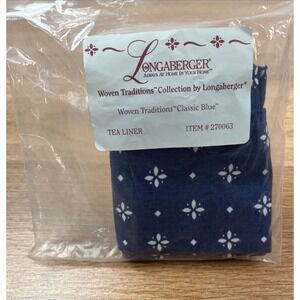 LONGABERGER®
ALWAYS AT HOME IN YOUR HOME™
Woven Traditions™ Collection by Longaberger®
Woven Traditions™ "Classic Blue"
TEA LINER ITEM # 270063